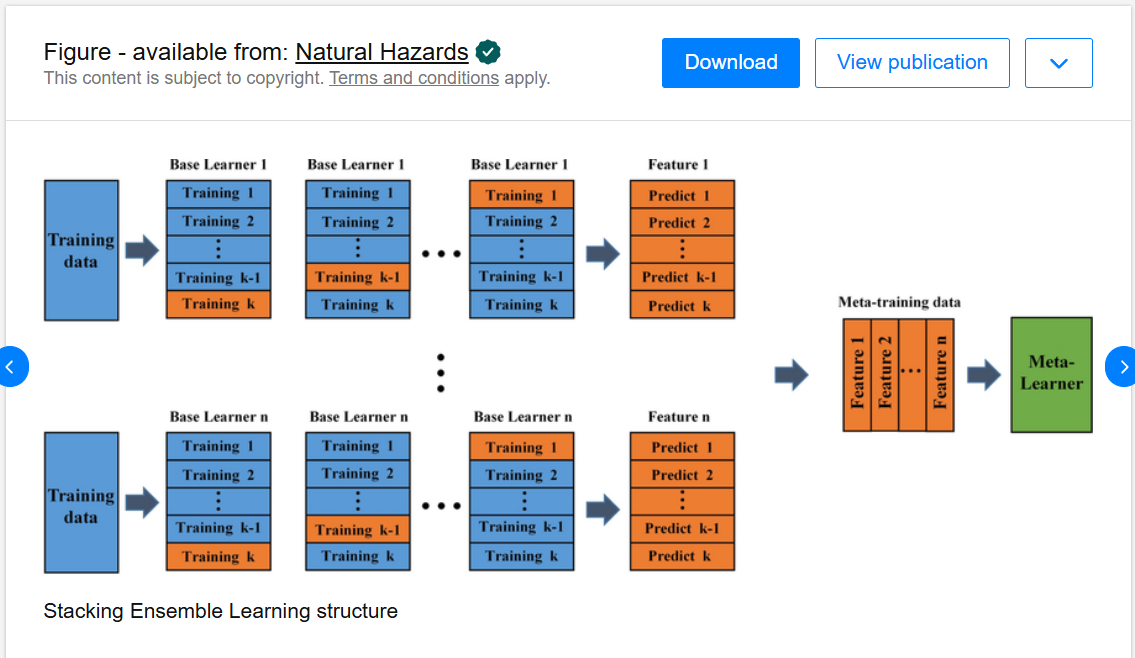 Figure - available from: Natural Hazards
This content is subject to copyright. Terms and conditions apply.
Download
View publication
Base Learner 1
Base Learner 1
Base Learner 1
Feature 1
Training data
Training 1
Training 2
Training k-1
Training k
Training 1
Training 2
Training k-1
Training k
Training 1
Training 2
Training k-1
Training k
Predict 1
Predict 2
Predict k-1
Predict k
Base Learner n
Base Learner n
Base Learner n
Feature n
Training
data
Training 1
Training 2
Training k-1
Training k
Training 1
Training 2
Training k-1
Training k
Training 1
Training 2
Training k-1
Training k
Predict 1
Predict 2
Predict k-1
Predict k
Meta-training data
Feature 1
Feature 2
Feature n
Meta-
Learner
Stacking Ensemble Learning structure